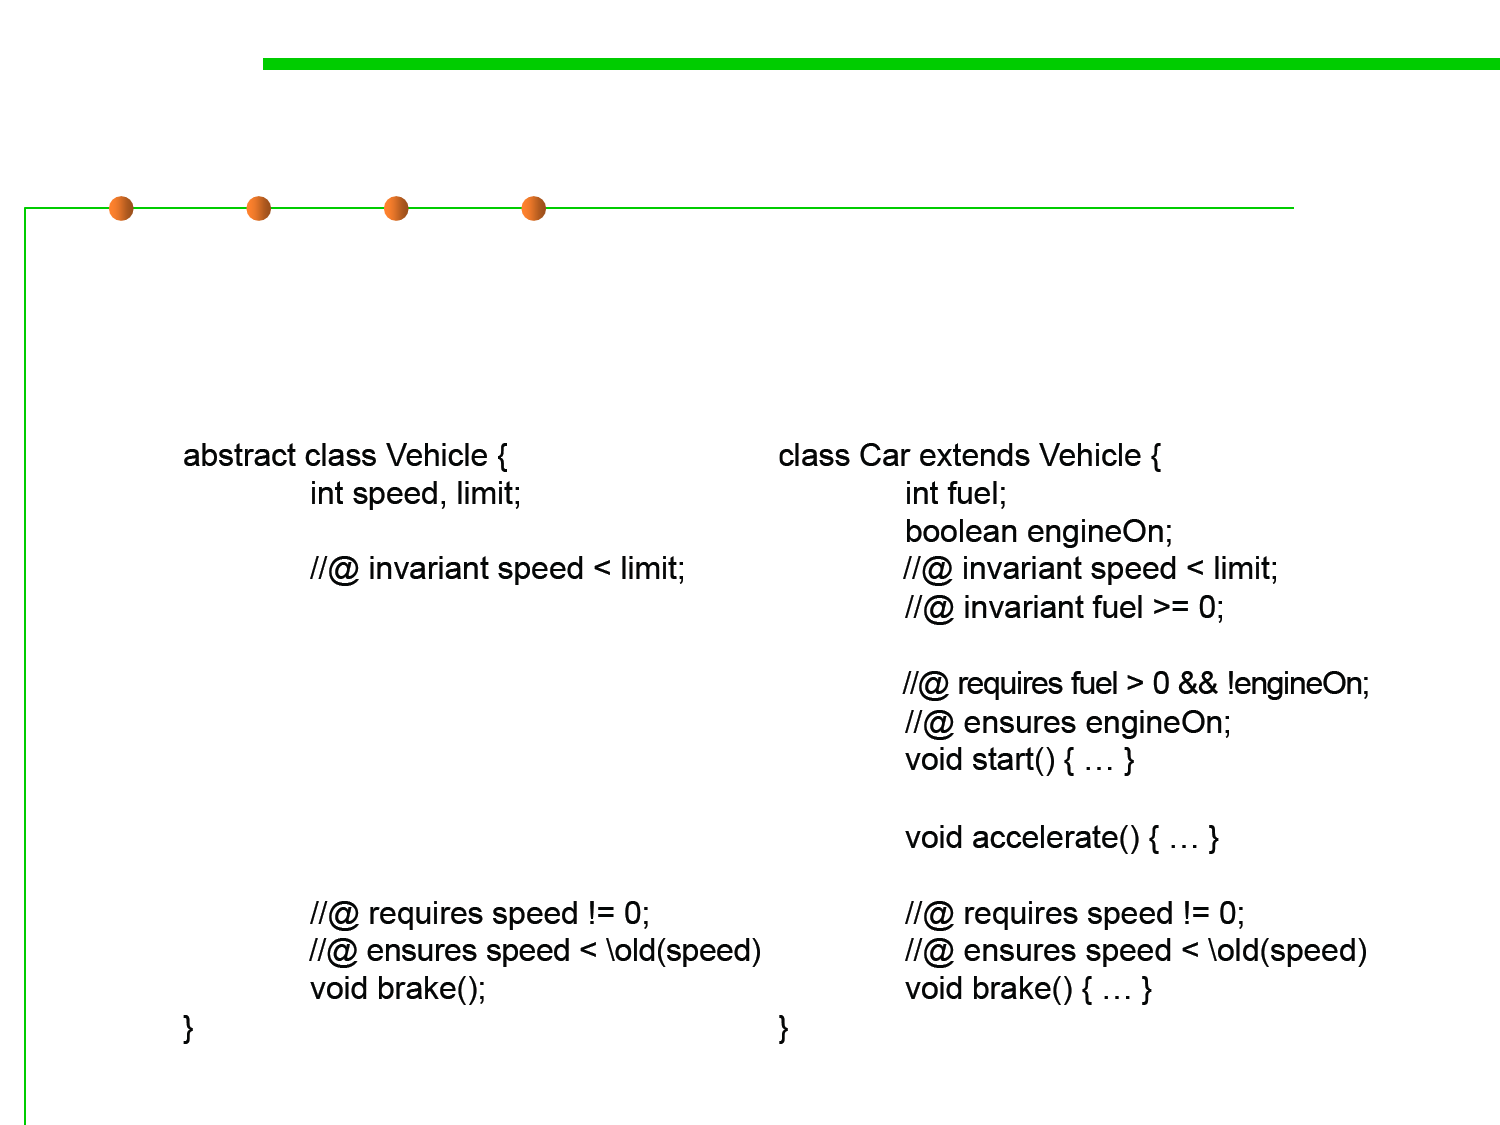 abstract class Vehicle {
int speed, limit;
//@ invariant speed < limit;
//@ requires speed != 0;
//@ ensures speed < \old(speed)
void brake();
}
class Car extends Vehicle {
int fuel;
boolean engineOn;
//@ invariant speed < limit;
//@ invariant fuel >= 0;
//@ requires fuel > 0 && !engineOn;
//@ ensures engineOn;
void start() { … }
void accelerate() { … }
//@ requires speed != 0;
//@ ensures speed < \old(speed)
void brake() { … }
}